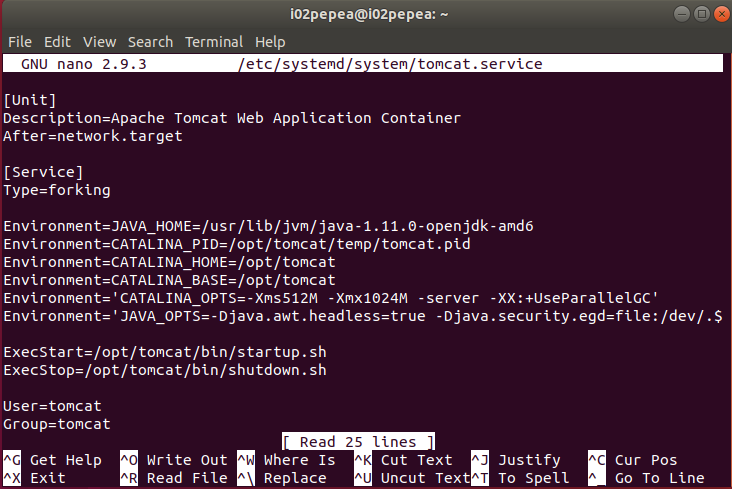 i02pepea@i02pepea: ~
File Edit View Search Terminal Help
GNU nano 2.9.3 /etc/systemd/system/tomcat.service
[Unit]
Description=Apache Tomcat Web Application Container
After=network.target
[Service]
Type=forking
Environment=JAVA_HOME=/usr/lib/jvm/java-1.11.0-openjdk-amd6
Environment=CATALINA_PID=/opt/tomcat/temp/tomcat.pid
Environment=CATALINA_HOME=/opt/tomcat
Environment=CATALINA_BASE=/opt/tomcat
Environment='CATALINA_OPTS=-Xms512M -Xmx1024M -server -XX:+UseParallelGC'
Environment='JAVA_OPTS=-Djava.awt.headless=true -Djava.security.egd=file:/dev/.$
ExecStart=/opt/tomcat/bin/startup.sh
ExecStop=/opt/tomcat/bin/shutdown.sh
User=tomcat
Group=tomcat
[ Read 25 lines ]
^G Get Help ^O Write Out ^W Where Is ^K Cut Text ^J Justify ^C Cur Pos
^X Exit ^R Read File ^\ Replace ^U Uncut Text ^T To Spell ^_ Go To Line